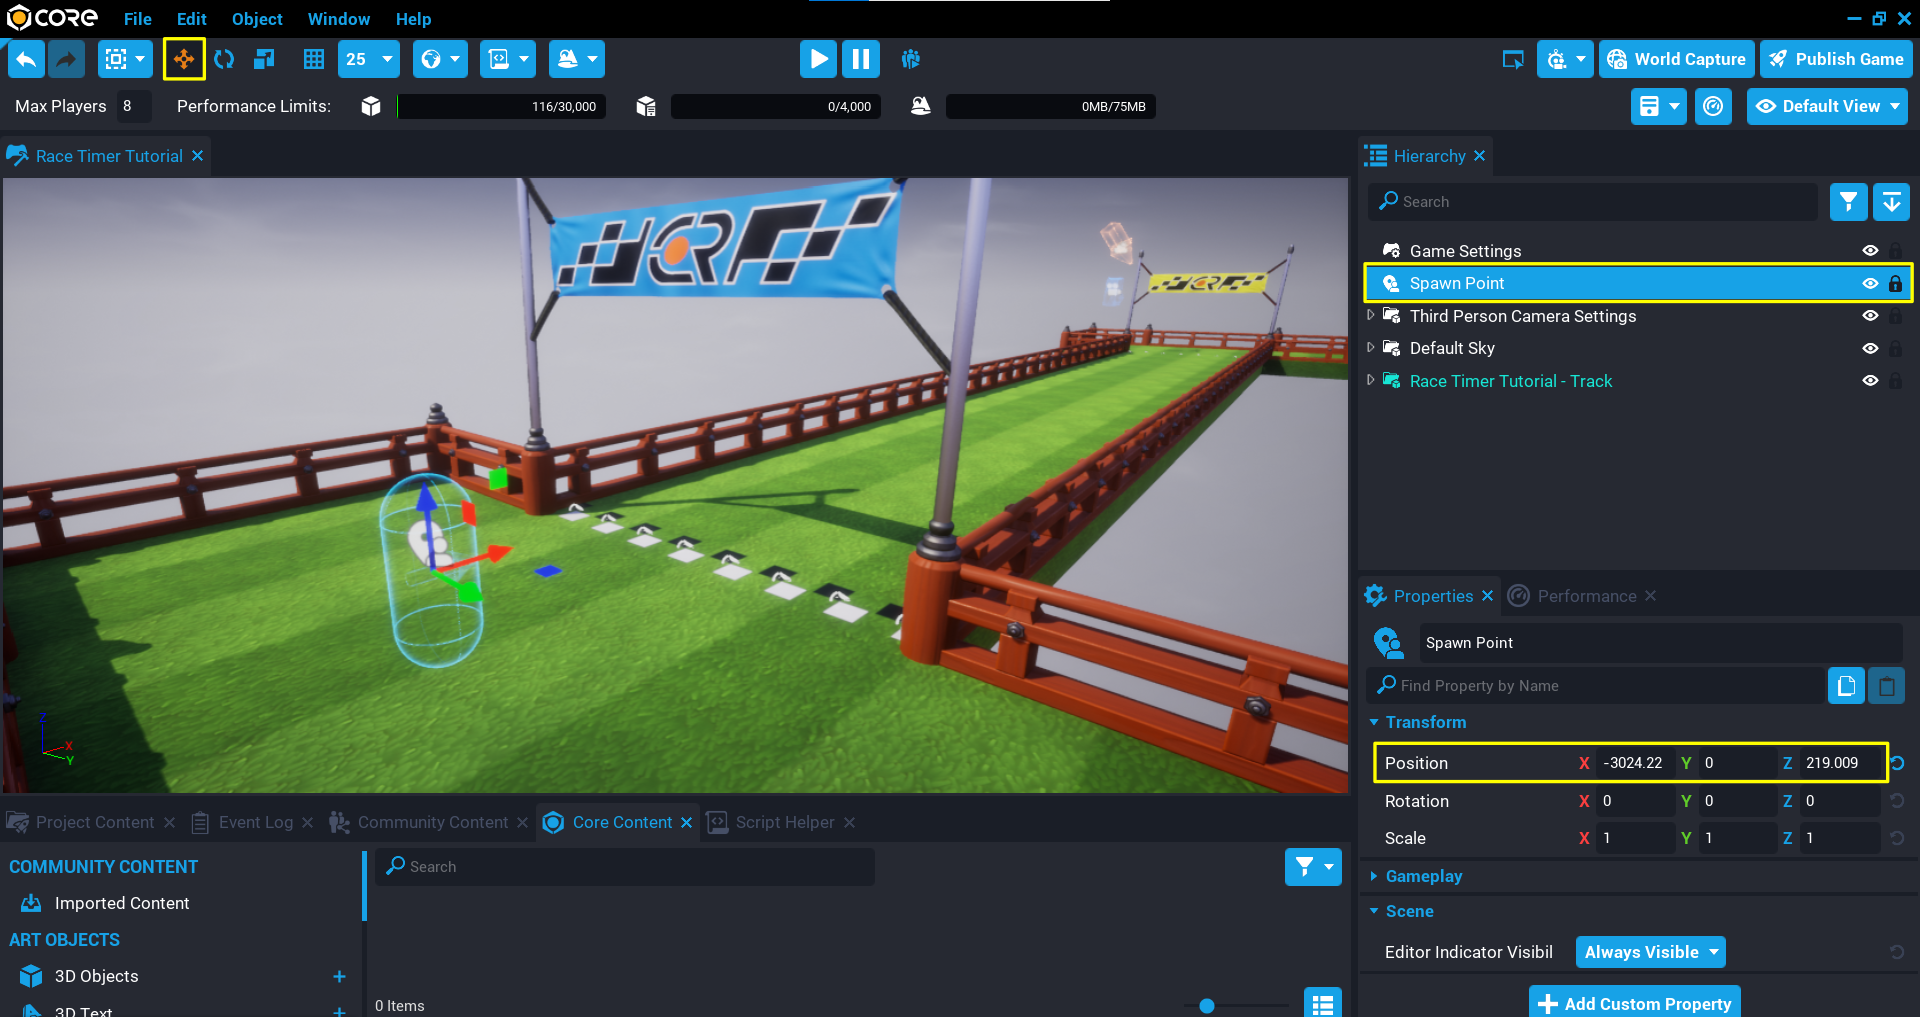 CORE File Edit Object Window Help
25 World Capture Publish Game
Max Players 8 Performance Limits: 116/30,000 0/4,000 0MB/75MB Default View
Race Timer Tutorial
Hierarchy
Search
Game Settings
Spawn Point
Third Person Camera Settings
Default Sky
Race Timer Tutorial - Track
Z
X
Y
Properties Performance
Spawn Point
Find Property by Name
Transform
Position X -3024.22 Y 0 Z 219.009
Rotation X 0 Y 0 Z 0
Scale X 1 Y 1 Z 1
Gameplay
Scene
Editor Indicator Visibil Always Visible
Add Custom Property
Project Content Event Log Community Content Core Content Script Helper
COMMUNITY CONTENT
Imported Content
ART OBJECTS
3D Objects
3D Text
Search
0 Items